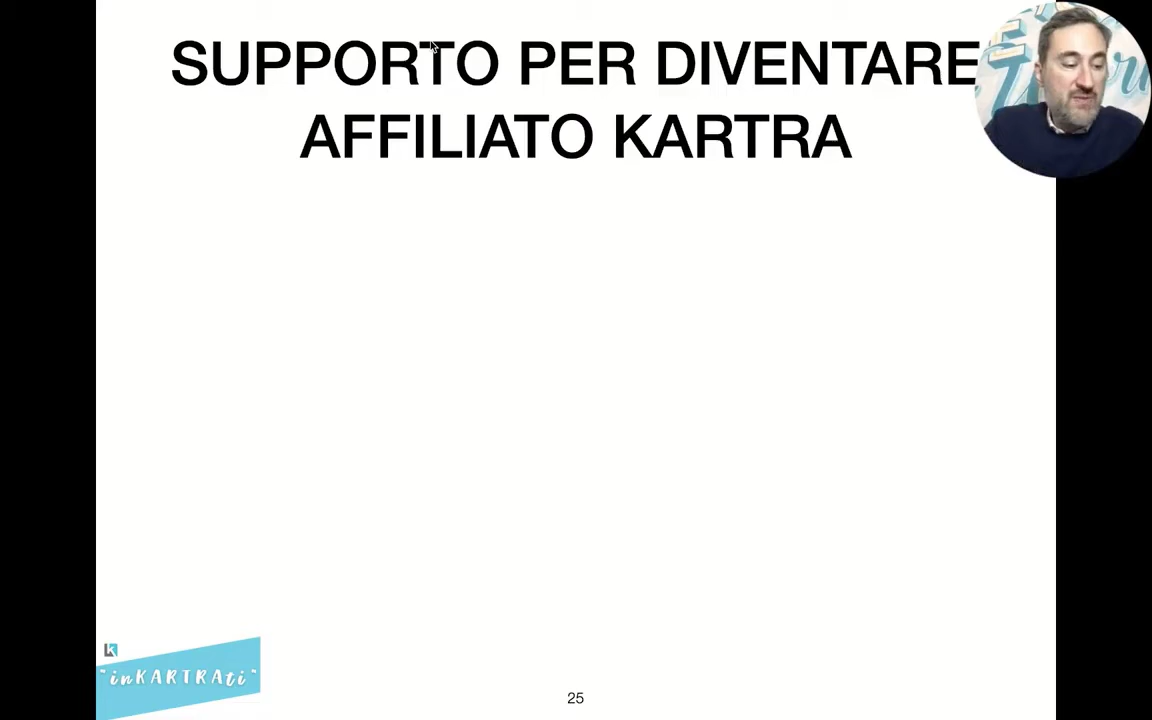 SUPPORTO PER DIVENTARE
AFFILIATO KARTRA
k
"inKARTRAti"
25